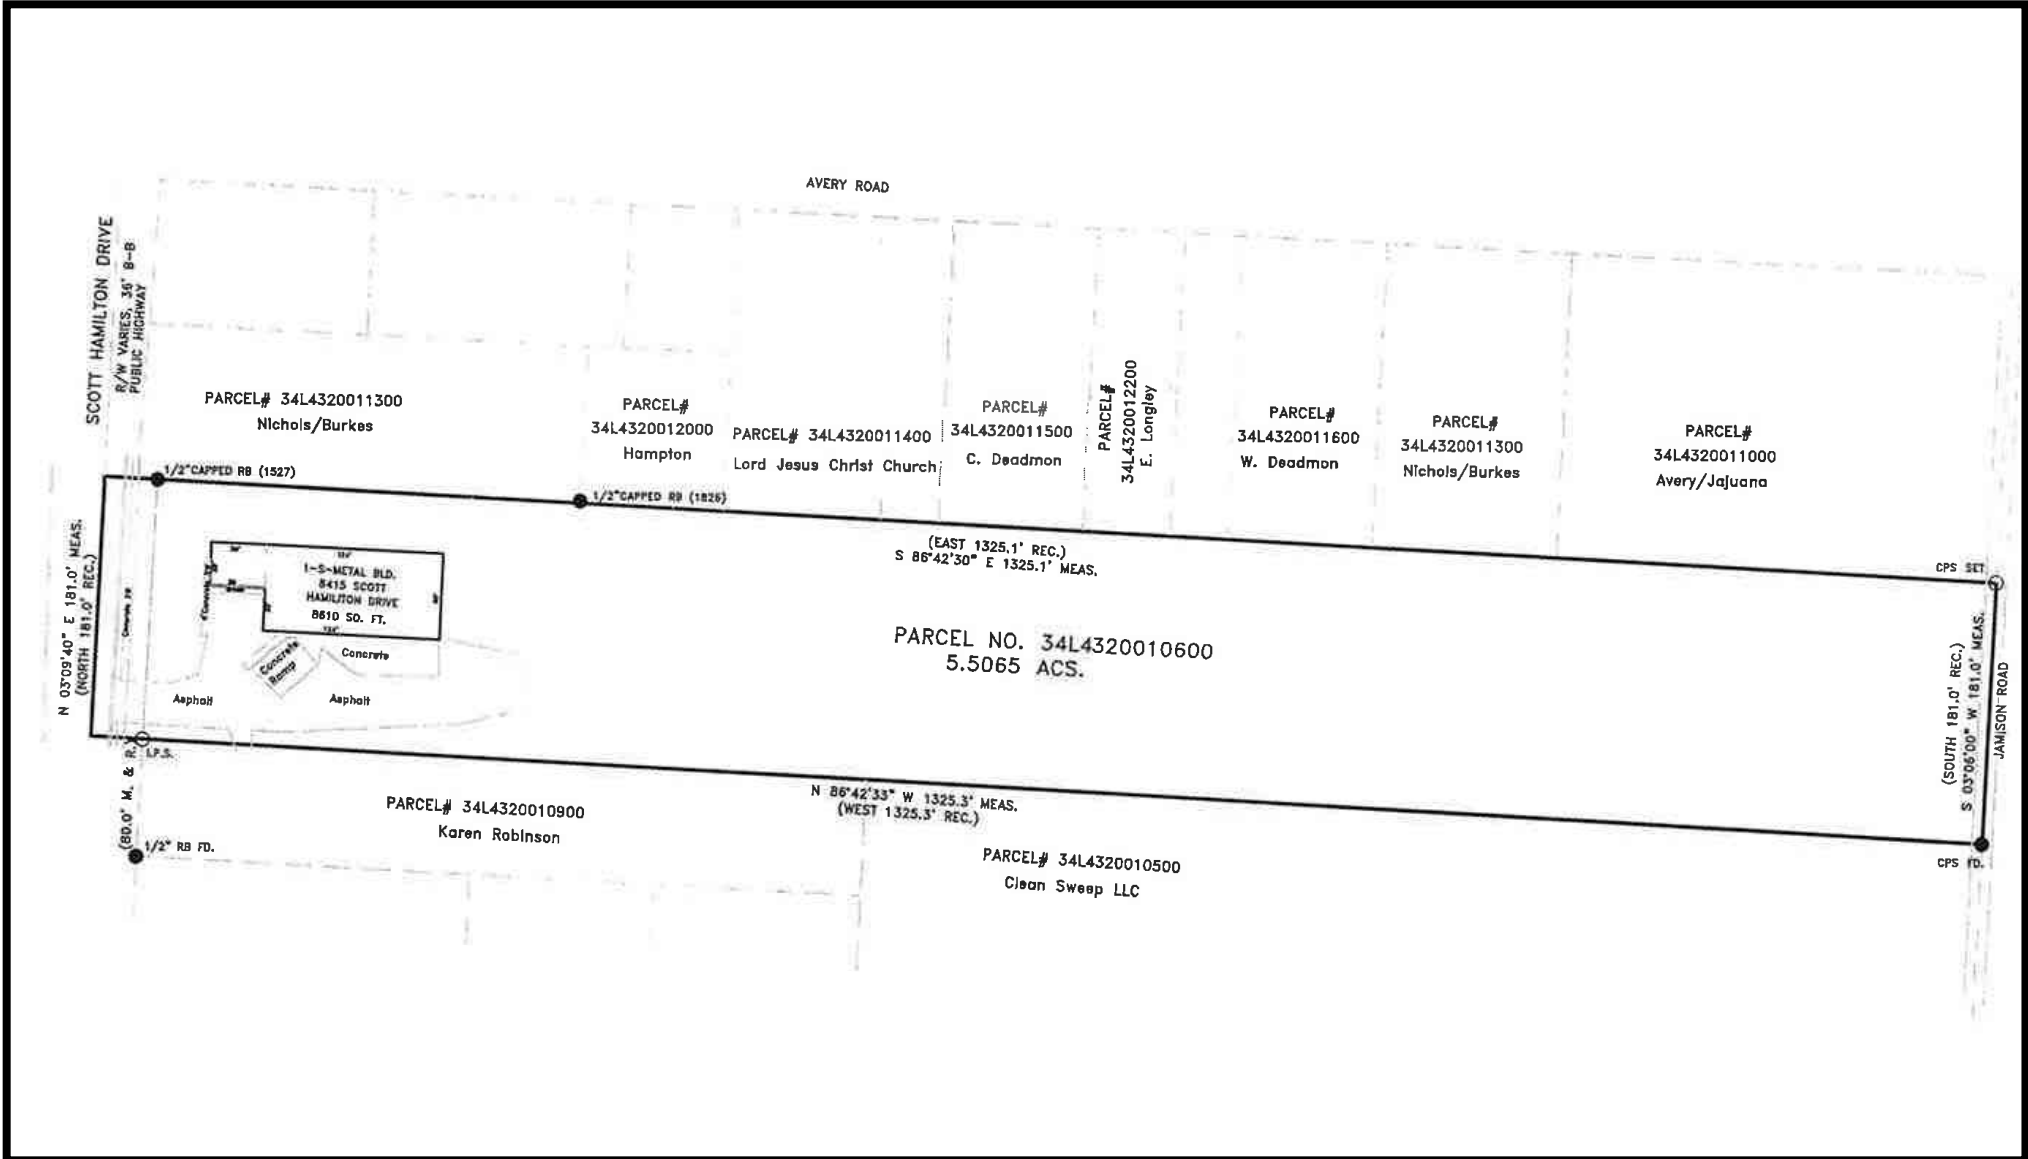 AVERY ROAD
SCOTT HAMILTON DRIVE
R/W VARIES, 36' B-B
PUBLIC HIGHWAY
PARCEL# 34L4320011300
Nichols/Burkes
PARCEL#
34L4320012000
Hampton
PARCEL# 34L4320011400
Lord Jesus Christ Church
PARCEL#
34L4320011500
C. Deadmon
PARCEL#
34L4320012200
E. Longley
PARCEL#
34L4320011600
W. Deadmon
PARCEL#
34L4320011300
Nichols/Burkes
PARCEL#
34L4320011000
Avery/Jajuana
1/2"CAPPED RB (1527)
1/2"CAPPED RB (1826)
(EAST 1325.1' REC.)
S 86°42'30" E 1325.1' MEAS.
CPS SET
N 03°09'40" E 181.0' MEAS.
(NORTH 181.0' REC.)
1-S-METAL BLD.
8415 SCOTT
HAMILTON DRIVE
8610 SQ. FT.
Concrete
Concrete
Ramp
Asphalt
Asphalt
PARCEL NO. 34L4320010600
5.5065 ACS.
(SOUTH 181.0' REC.)
S 03°06'00" W 181.0' MEAS.
JAMISON ROAD
I.P.S.
(80.0' M. & R.)
1/2" RB FD.
PARCEL# 34L4320010900
Karen Robinson
N 86°42'33" W 1325.3' MEAS.
(WEST 1325.3' REC.)
PARCEL# 34L4320010500
Clean Sweep LLC
CPS FD.